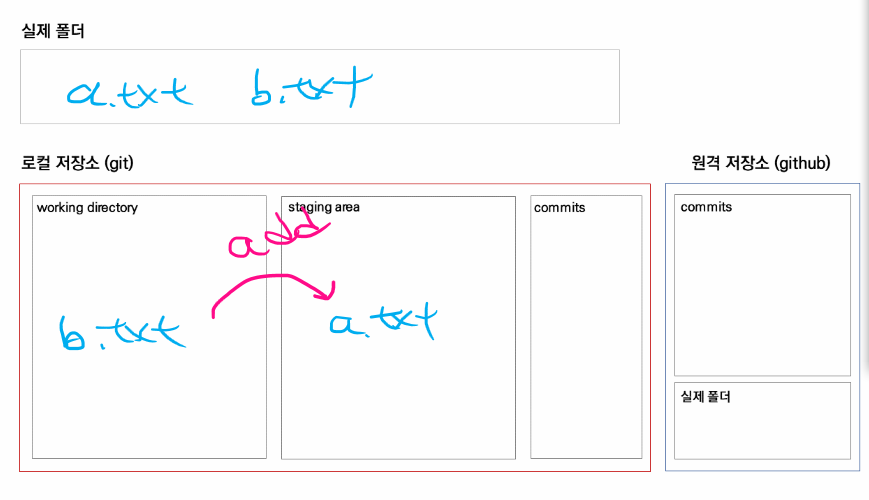 실제 폴더
a.txt b.txt
로컬 저장소 (git)
원격 저장소 (github)
working directory
staging area
commits
commits
add
b.txt
a.txt
실제 폴더